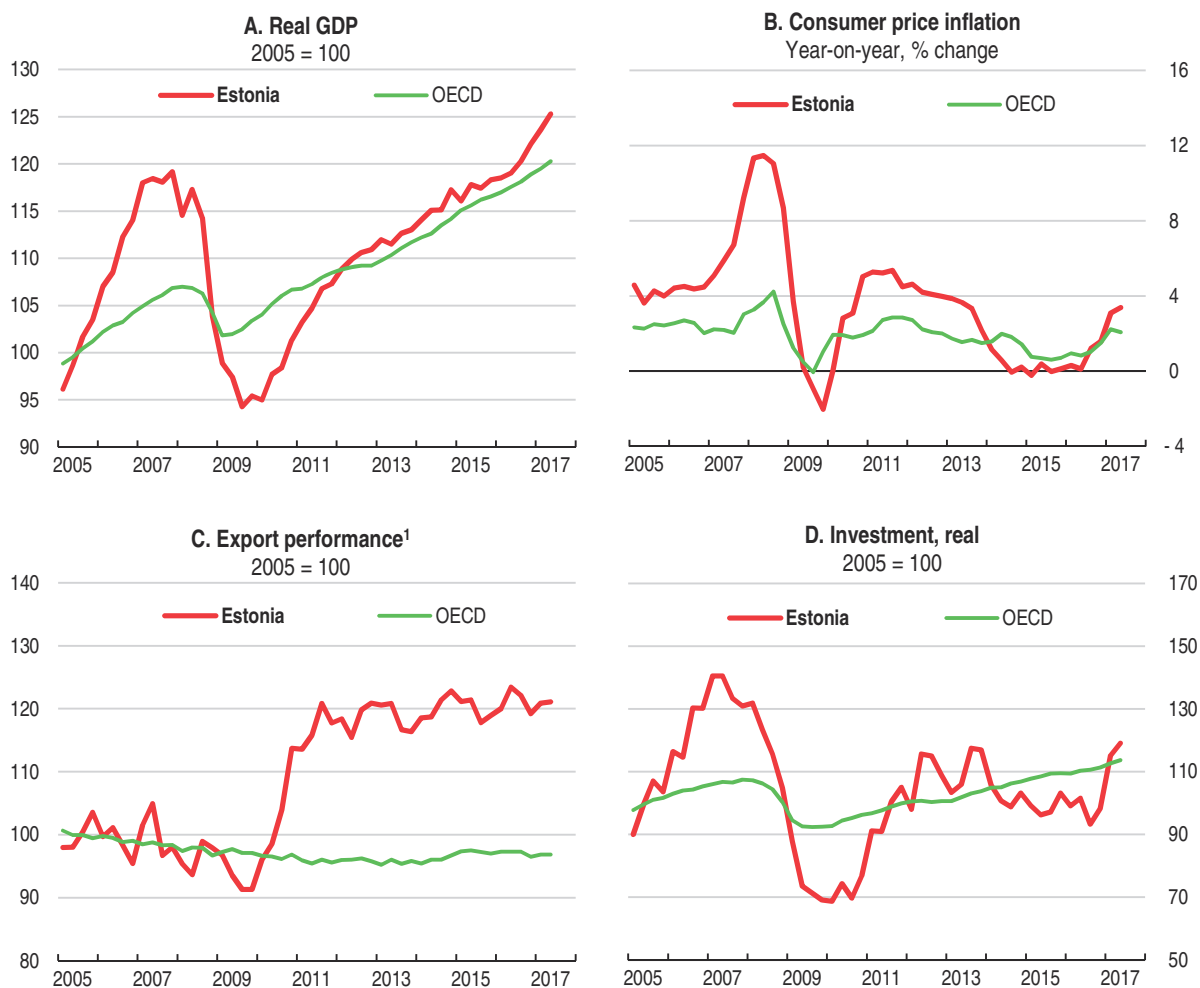 A. Real GDP
2005 = 100
130
125
120
115
110
105
100
95
90
Estonia
OECD
2005 2007 2009 2011 2013 2015 2017
B. Consumer price inflation
Year-on-year, % change
16
12
8
4
0
- 4
Estonia
OECD
2005 2007 2009 2011 2013 2015 2017
C. Export performance¹
2005 = 100
140
130
120
110
100
90
80
Estonia
OECD
2005 2007 2009 2011 2013 2015 2017
D. Investment, real
2005 = 100
170
150
130
110
90
70
50
Estonia
OECD
2005 2007 2009 2011 2013 2015 2017